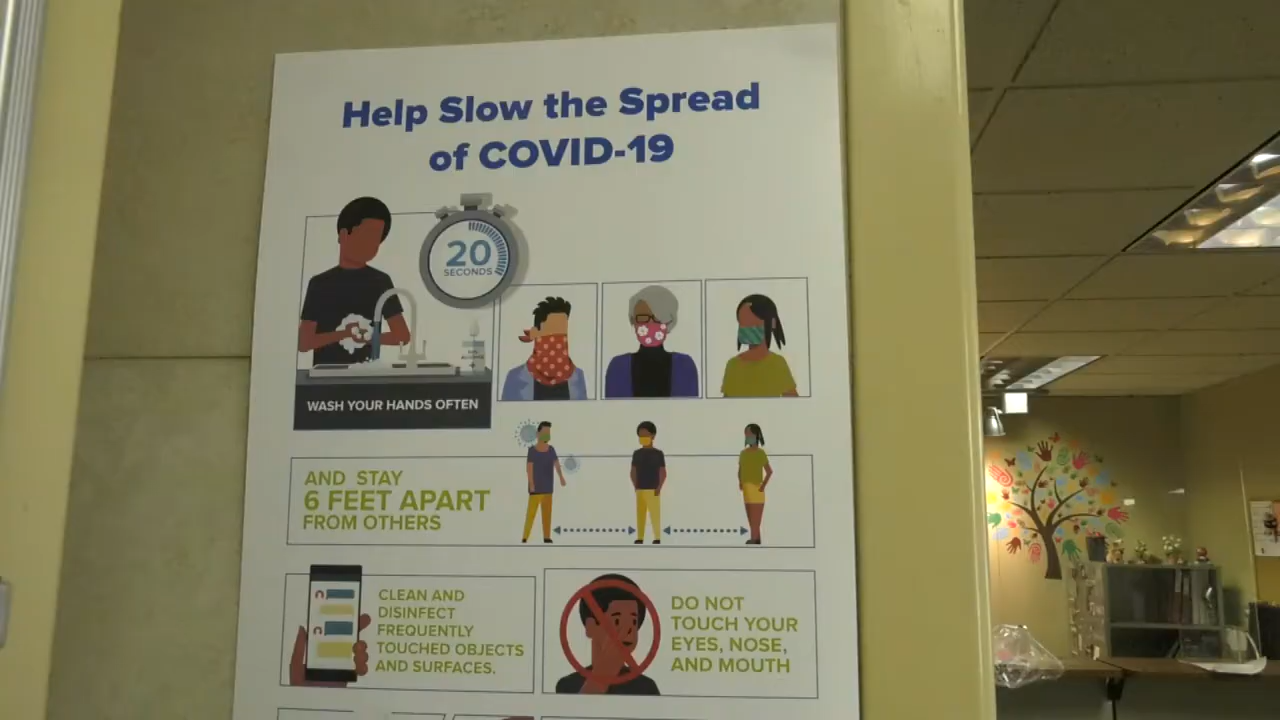 Help Slow the Spread
of COVID-19
20
SECONDS
WASH YOUR HANDS OFTEN
AND STAY
6 FEET APART
FROM OTHERS
CLEAN AND
DISINFECT
FREQUENTLY
TOUCHED OBJECTS
AND SURFACES.
DO NOT
TOUCH YOUR
EYES, NOSE,
AND MOUTH